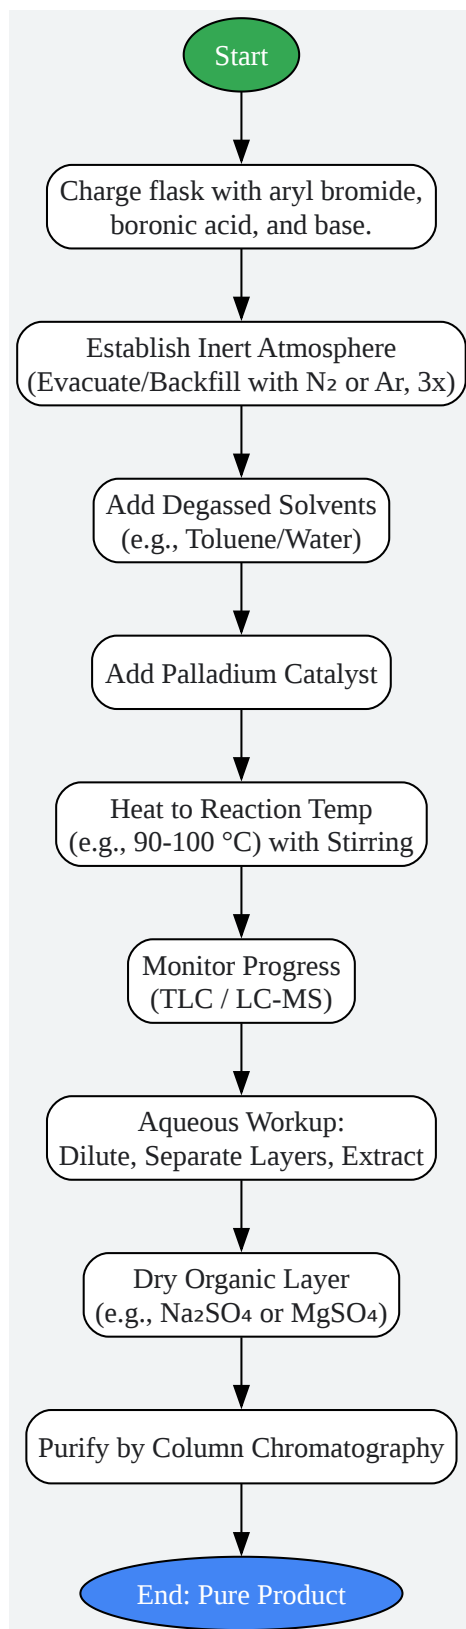 Start
Charge flask with aryl bromide,
boronic acid, and base.
Establish Inert Atmosphere
(Evacuate/Backfill with N₂ or Ar, 3x)
Add Degassed Solvents
(e.g., Toluene/Water)
Add Palladium Catalyst
Heat to Reaction Temp
(e.g., 90-100 °C) with Stirring
Monitor Progress
(TLC / LC-MS)
Aqueous Workup:
Dilute, Separate Layers, Extract
Dry Organic Layer
(e.g., Na₂SO₄ or MgSO₄)
Purify by Column Chromatography
End: Pure Product